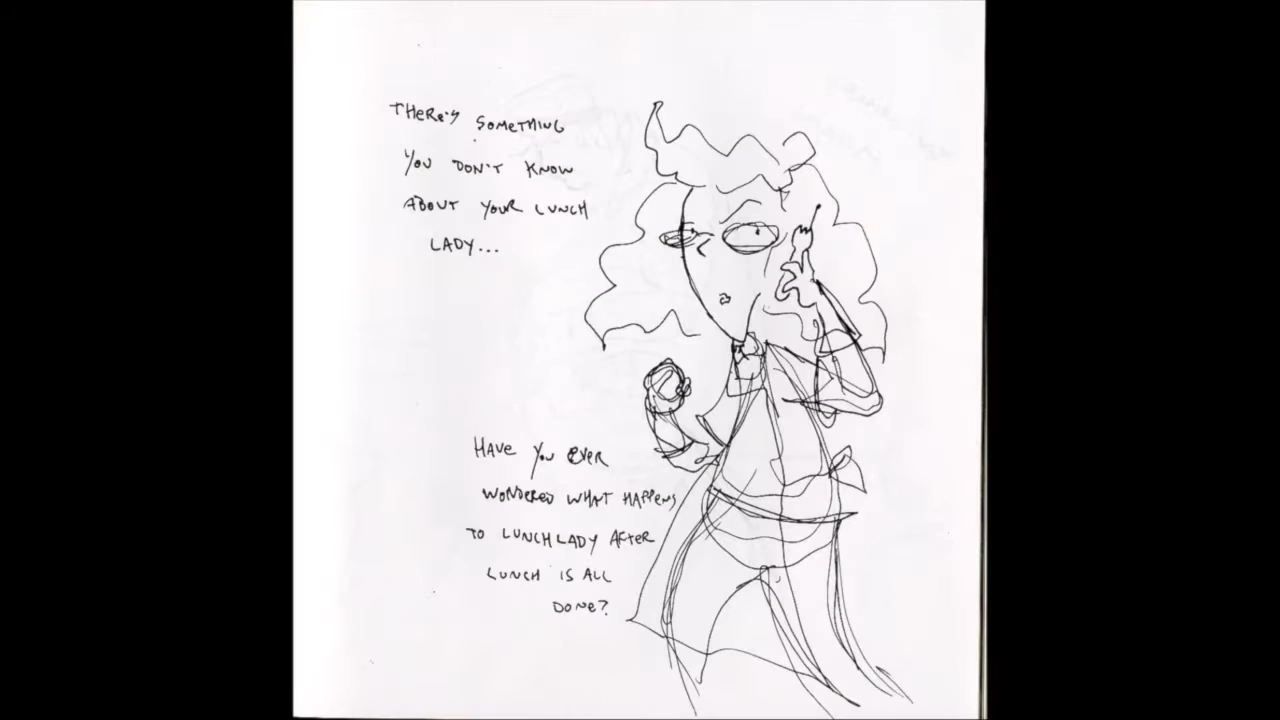 THERE'S SOMETHING
YOU DON'T KNOW
ABOUT YOUR LUNCH
LADY...
HAVE YOU EVER
WONDERED WHAT HAPPENS
TO LUNCHLADY AFTER
LUNCH IS ALL
DONE?